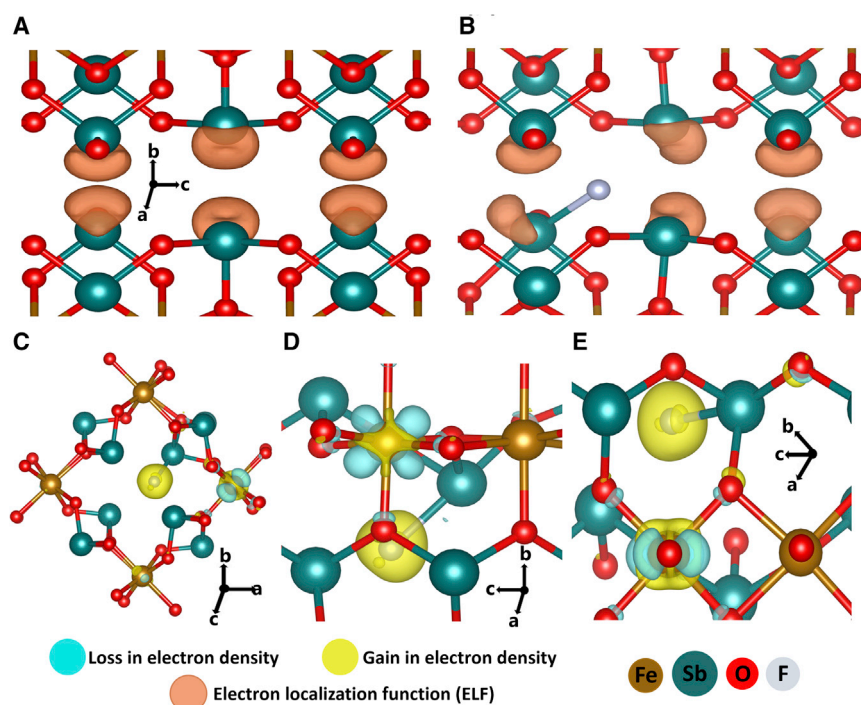 A
B
b
c
a
C
D
E
b
c
a
b
a
c
b
c
a
Loss in electron density
Gain in electron density
Electron localization function (ELF)
Fe
Sb
O
F